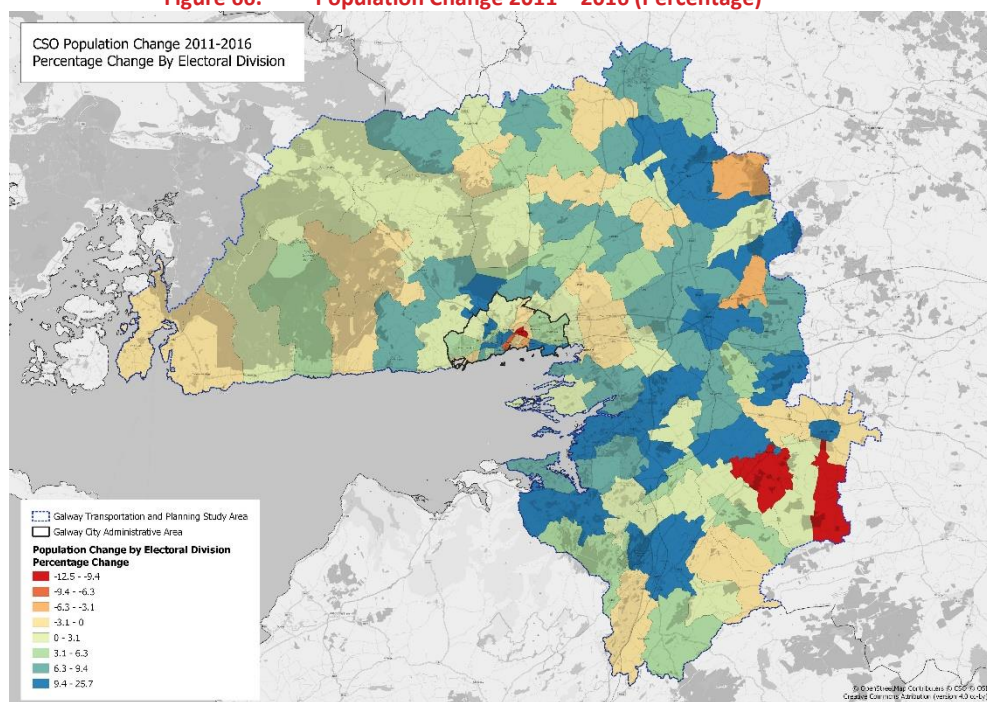 Population Change 2011 – 2016 (Percentage)
CSO Population Change 2011-2016
Percentage Change By Electoral Division
Galway Transportation and Planning Study Area
Galway City Administrative Area
Population Change by Electoral Division
Percentage Change
-12.5 - -9.4
-9.4 - -6.3
-6.3 - -3.1
-3.1 - 0
0 - 3.1
3.1 - 6.3
6.3 - 9.4
9.4 - 25.7
© OpenStreetMap Contributors © CSO © OSi
Creative Commons Attribution (version 4.0 cc-by)